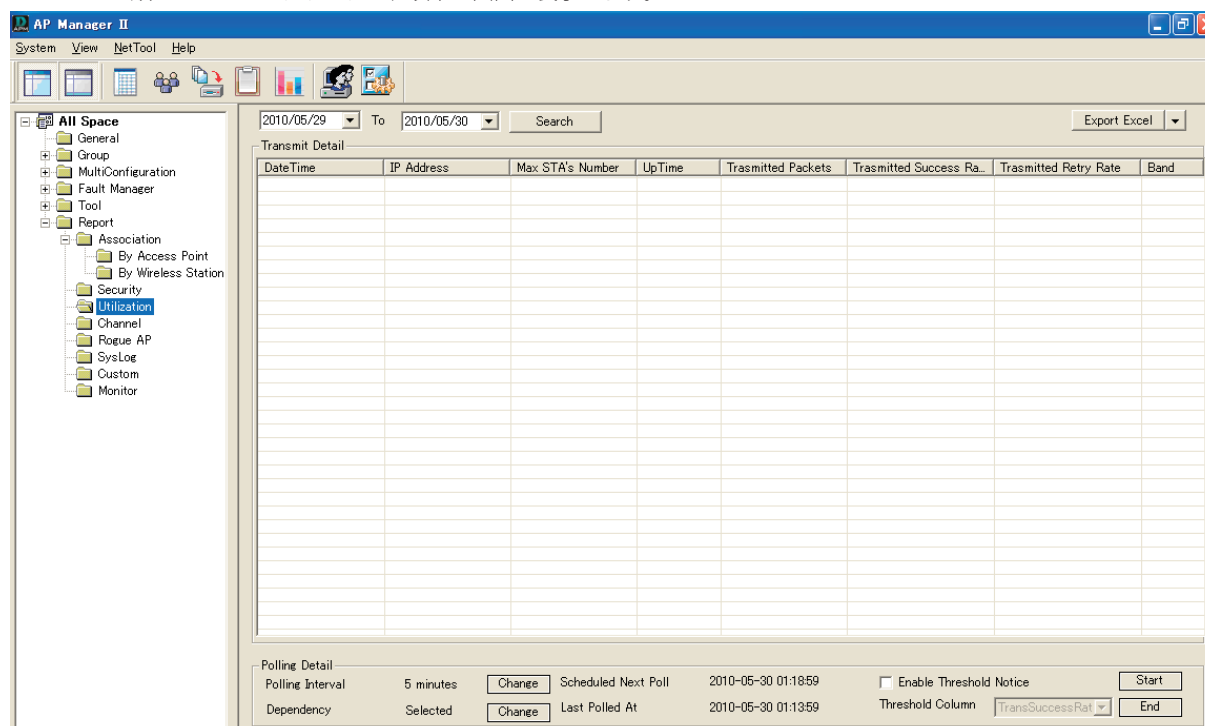 AP Manager II
System View NetTool Help
All Space
General
Group
MultiConfiguration
Fault Manager
Tool
Report
Association
By Access Point
By Wireless Station
Security
Utilization
Channel
Rogue AP
SysLog
Custom
Monitor
2010/05/29 To 2010/05/30 Search Export Excel
Transmit Detail
DateTime IP Address Max STA's Number UpTime Trasmitted Packets Trasmitted Success Ra... Trasmitted Retry Rate Band
Polling Detail
Polling Interval 5 minutes Change Scheduled Next Poll 2010-05-30 01:18:59 Enable Threshold Notice Start
Dependency Selected Change Last Polled At 2010-05-30 01:13:59 Threshold Column TransSuccessRat End